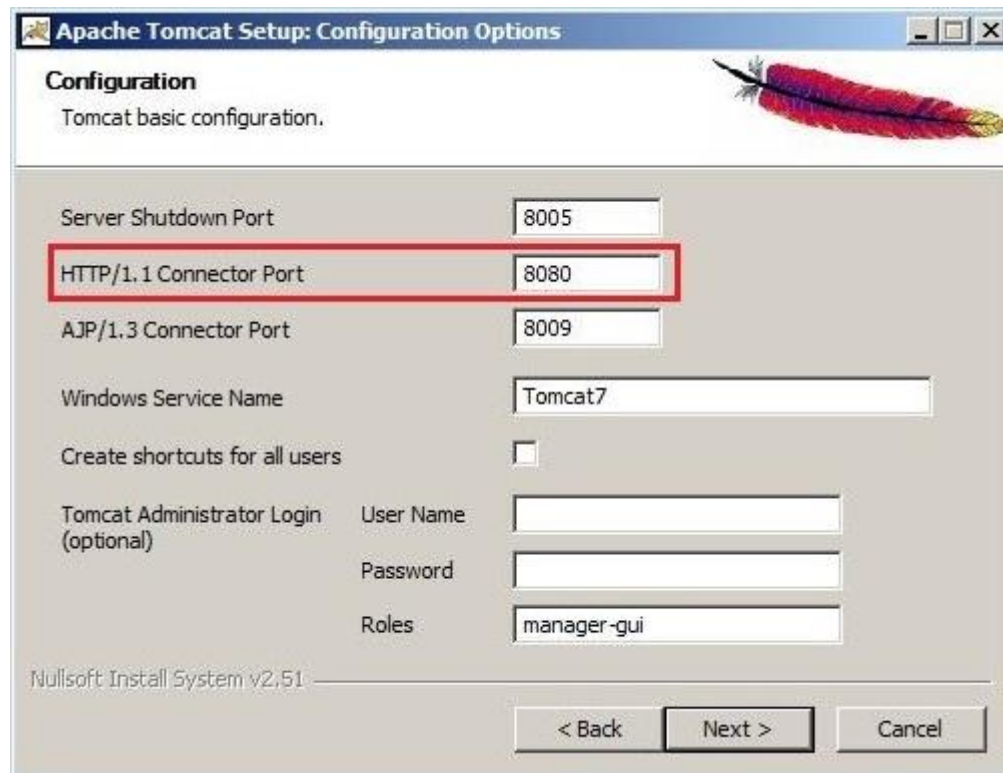 Apache Tomcat Setup: Configuration Options
Configuration
Tomcat basic configuration.
Server Shutdown Port 8005
HTTP/1.1 Connector Port 8080
AJP/1.3 Connector Port 8009
Windows Service Name Tomcat7
Create shortcuts for all users
Tomcat Administrator Login User Name
(optional)
Password
Roles manager-gui
Nullsoft Install System v2.51
< Back Next > Cancel